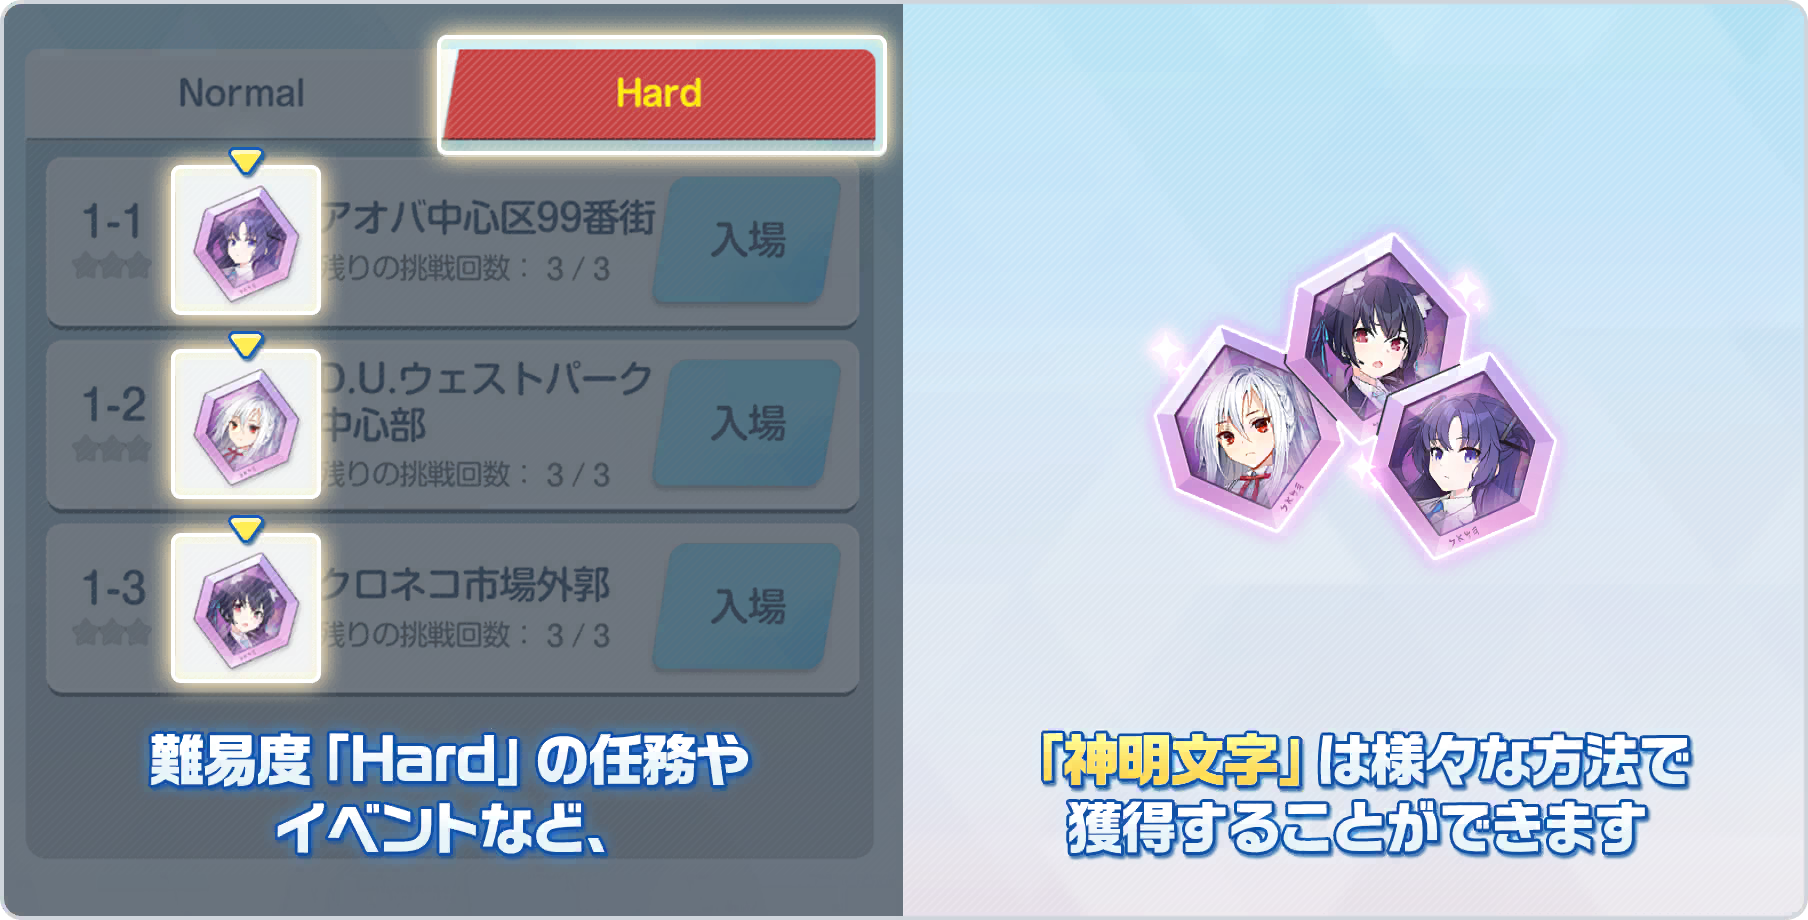 Normal
Hard
1-1
アオバ中心区99番街
残りの挑戦回数： 3 / 3
入場
1-2
D.U.ウェストパーク
中心部
残りの挑戦回数： 3 / 3
入場
1-3
クロネコ市場外郭
残りの挑戦回数： 3 / 3
入場
難易度「Hard」の任務や
イベントなど、
「神明文字」は様々な方法で
獲得することができます